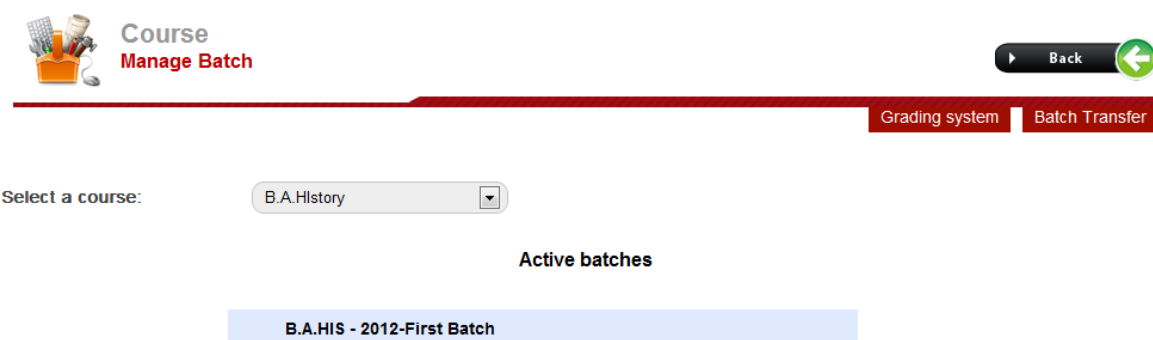 Course
Manage Batch
Back
Grading system
Batch Transfer
Select a course:
B.A.HIstory
Active batches
B.A.HIS - 2012-First Batch